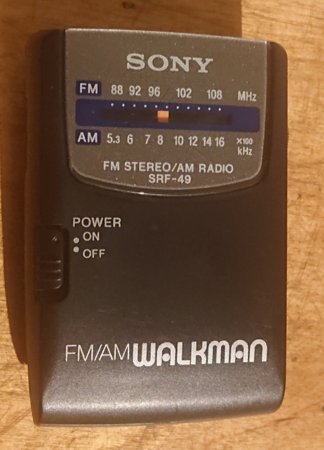 SONY
FM 88 92 96 102 108 MHz
AM 5.3 6 7 8 10 12 14 16 x100 kHz
FM STEREO/AM RADIO
SRF-49
POWER
ON
OFF
FM/AM WALKMAN